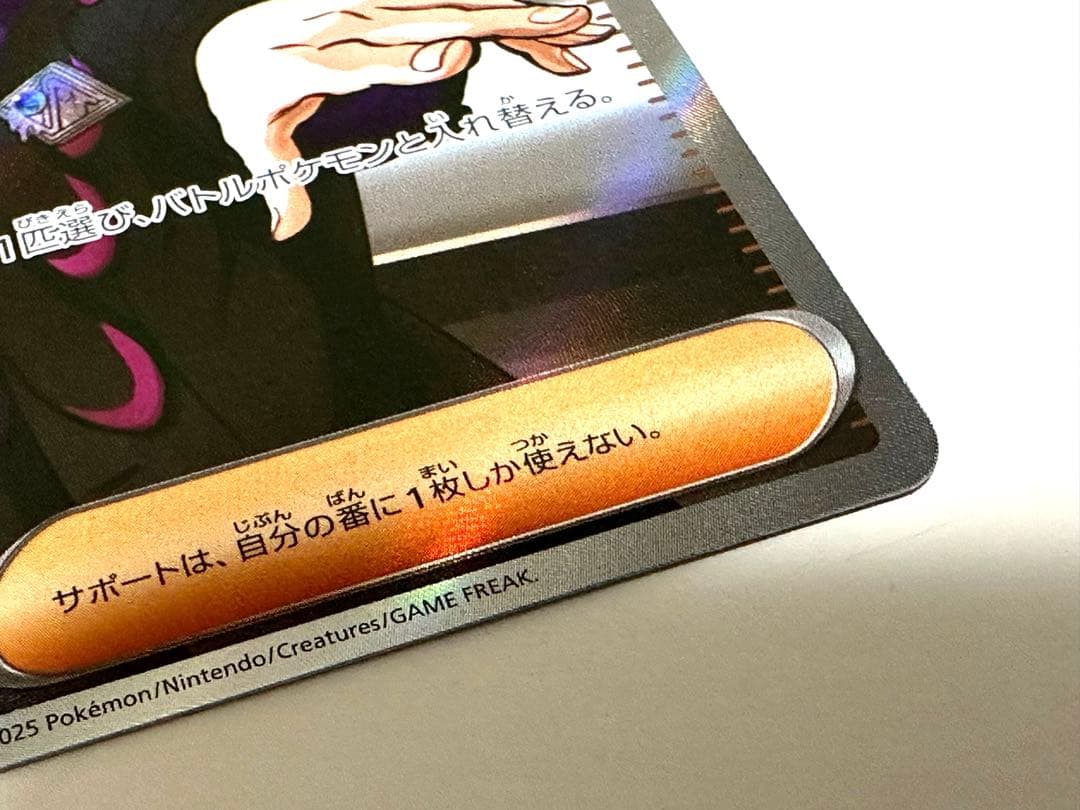 1匹選び、バトルポケモンと入れ替える。
サポートは、自分の番に1枚しか使えない。
025 Pokémon/Nintendo/Creatures/GAME FREAK.